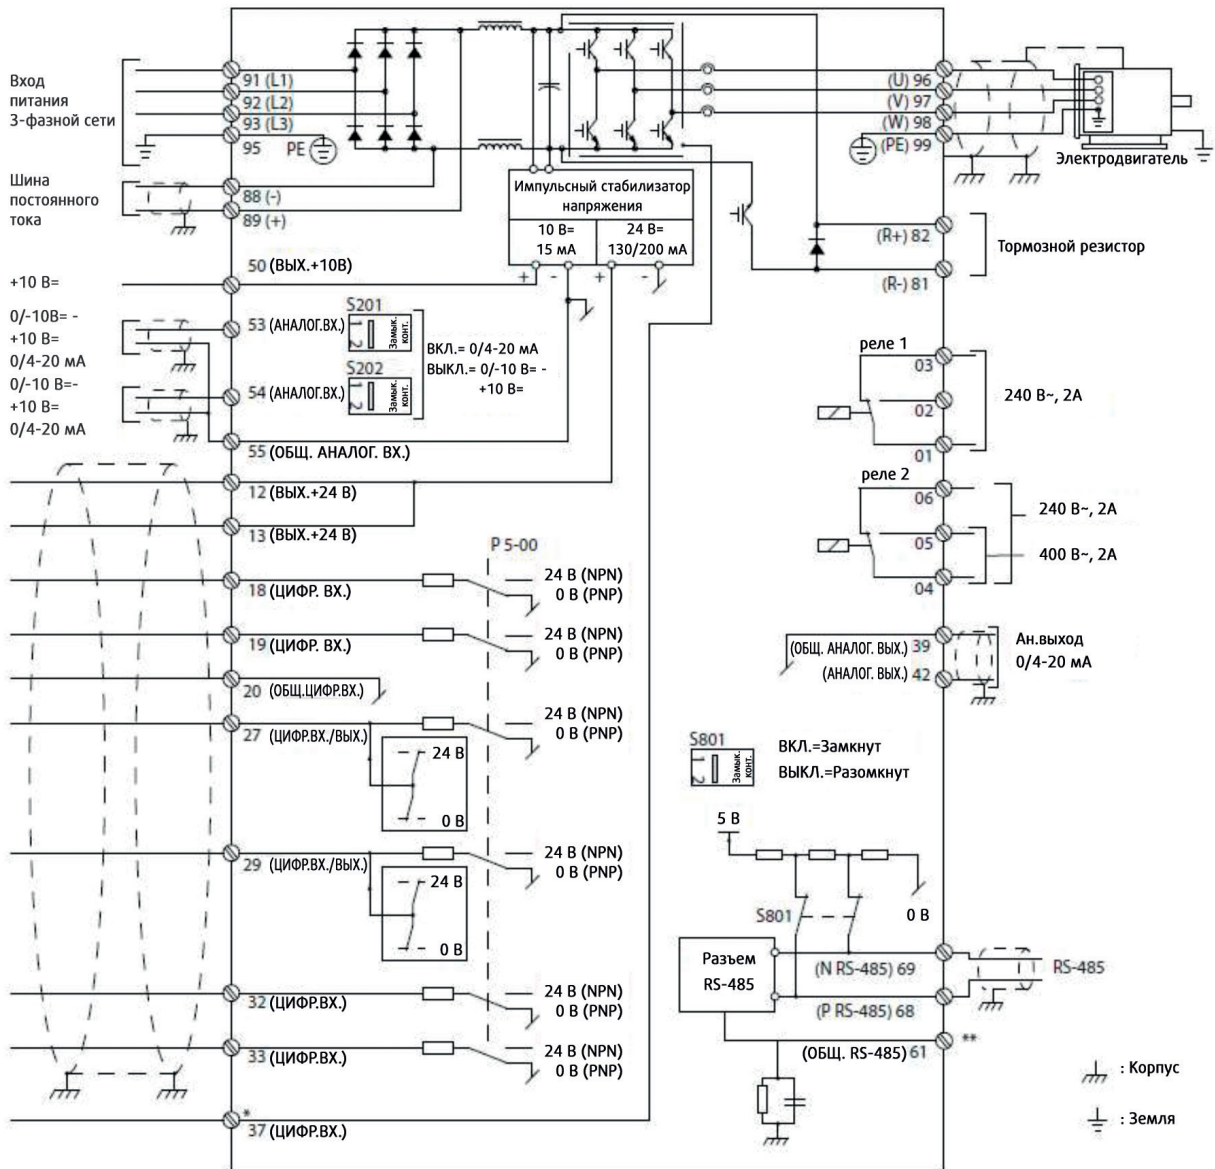 Вход
питания
3-фазной сети
91 (L1)
92 (L2)
93 (L3)
95 PE
(U) 96
(V) 97
(W) 98
(PE) 99
Электродвигатель
Шина
постоянного
тока
88 (-)
89 (+)
Импульсный стабилизатор
напряжения
10 В=
15 мА
24 В=
130/200 мА
+ - + -
(R+) 82
Тормозной резистор
(R-) 81
+10 В=
50 (ВЫХ.+10В)
0/-10В= -
+10 В=
0/4-20 мА
0/-10 В=-
+10 В=
0/4-20 мА
53 (АНАЛОГ.ВХ.)
S201
1 2
Замык.
конт.
54 (АНАЛОГ.ВХ.)
S202
1 2
Замык.
конт.
ВКЛ.= 0/4-20 мА
ВЫКЛ.= 0/-10 В= -
+10 В=
55 (ОБЩ. АНАЛОГ. ВХ.)
реле 1
03
02
01
240 В~, 2А
реле 2
06
05
04
240 В~, 2А
400 В~, 2А
12 (ВЫХ.+24 В)
13 (ВЫХ.+24 В)
P 5-00
18 (ЦИФР. ВХ.)
24 В (NPN)
0 В (PNP)
19 (ЦИФР. ВХ.)
24 В (NPN)
0 В (PNP)
20 (ОБЩ.ЦИФР.ВХ.)
27 (ЦИФР.ВХ./ВЫХ.)
24 В (NPN)
0 В (PNP)
24 В
0 В
29 (ЦИФР.ВХ./ВЫХ.)
24 В (NPN)
0 В (PNP)
24 В
0 В
32 (ЦИФР.ВХ.)
24 В (NPN)
0 В (PNP)
33 (ЦИФР.ВХ.)
24 В (NPN)
0 В (PNP)
*
37 (ЦИФР.ВХ.)
(ОБЩ. АНАЛОГ. ВЫХ.) 39
(АНАЛОГ. ВЫХ.) 42
Ан.выход
0/4-20 мА
S801
1 2
Замык.
конт.
ВКЛ.=Замкнут
ВЫКЛ.=Разомкнут
5 В
S801
0 В
Разъем
RS-485
(N RS-485) 69
(P RS-485) 68
RS-485
(ОБЩ. RS-485) 61
**
: Корпус
: Земля